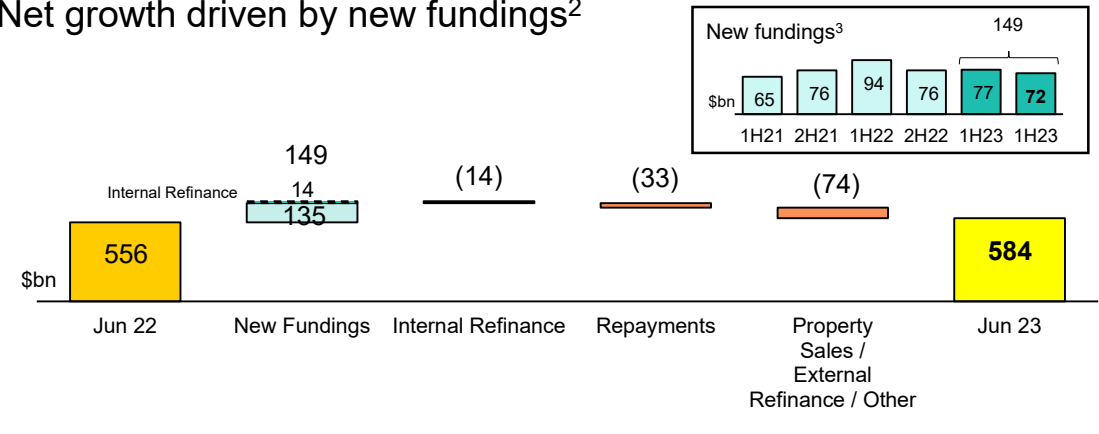 Net growth driven by new fundings²
New fundings³
149
$bn
65
76
94
76
77
72
1H21 2H21 1H22 2H22 1H23 1H23
149
Internal Refinance
14
135
(14)
(33)
(74)
556
584
$bn
Jun 22
New Fundings
Internal Refinance
Repayments
Property
Sales /
External
Refinance / Other
Jun 23